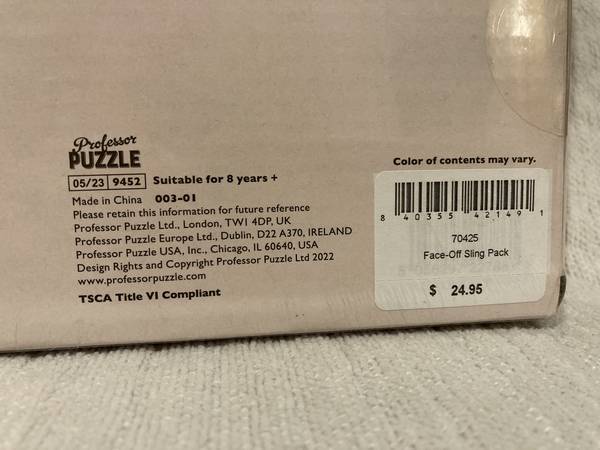 Professor
PUZZLE
05/23 9452 Suitable for 8 years +
Made in China 003-01
Please retain this information for future reference
Professor Puzzle Ltd., London, TW1 4DP, UK
Professor Puzzle Europe Ltd., Dublin, D22 A370, IRELAND
Professor Puzzle USA, Inc., Chicago, IL 60640, USA
Design Rights and Copyright Professor Puzzle Ltd 2022
www.professorpuzzle.com
TSCA Title VI Compliant
Color of contents may vary.
8 40355 42149 1
70425
Face-Off Sling Pack
$ 24.95